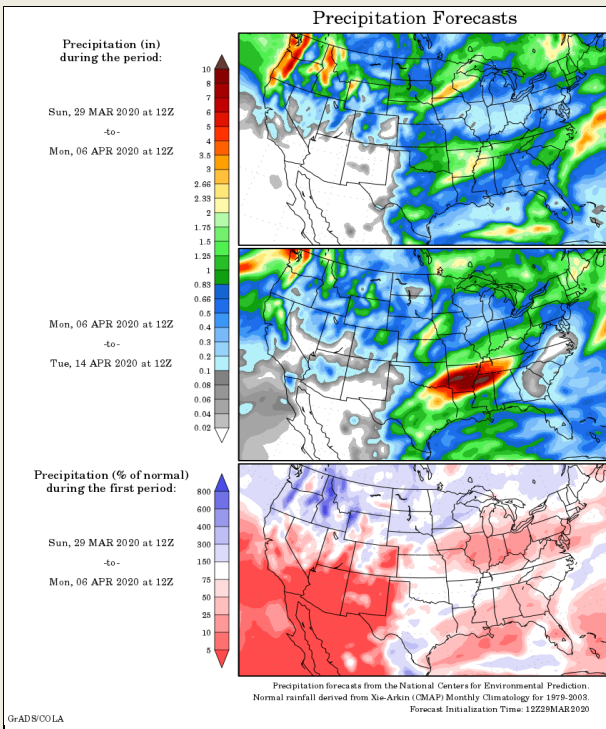 Precipitation Forecasts
Precipitation (in)
during the period:
Sun, 29 MAR 2020 at 12Z
-to-
Mon, 06 APR 2020 at 12Z
10
8
7
6
5
4
3.5
3
2.66
2.33
2
1.75
1.5
1.25
1
0.83
0.66
0.5
0.4
0.3
0.2
0.1
0.08
0.06
0.04
0.02
Mon, 06 APR 2020 at 12Z
-to-
Tue, 14 APR 2020 at 12Z
Precipitation (% of normal)
during the first period:
Sun, 29 MAR 2020 at 12Z
-to-
Mon, 06 APR 2020 at 12Z
800
600
400
300
150
75
50
25
10
5
Precipitation forecasts from the National Centers for Environmental Prediction.
Normal rainfall derived from Xie-Arkin (CMAP) Monthly Climatology for 1979-2003.
Forecast Initialization Time: 12Z29MAR2020
GrADS/COLA